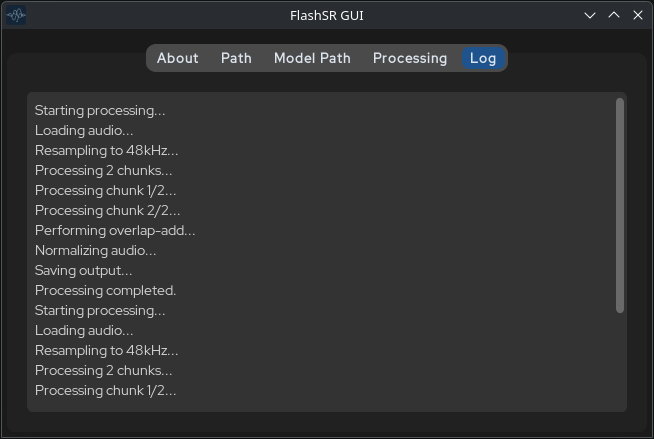 FlashSR GUI
About Path Model Path Processing Log
Starting processing...
Loading audio...
Resampling to 48kHz...
Processing 2 chunks...
Processing chunk 1/2...
Processing chunk 2/2...
Performing overlap-add...
Normalizing audio...
Saving output...
Processing completed.
Starting processing...
Loading audio...
Resampling to 48kHz...
Processing 2 chunks...
Processing chunk 1/2...